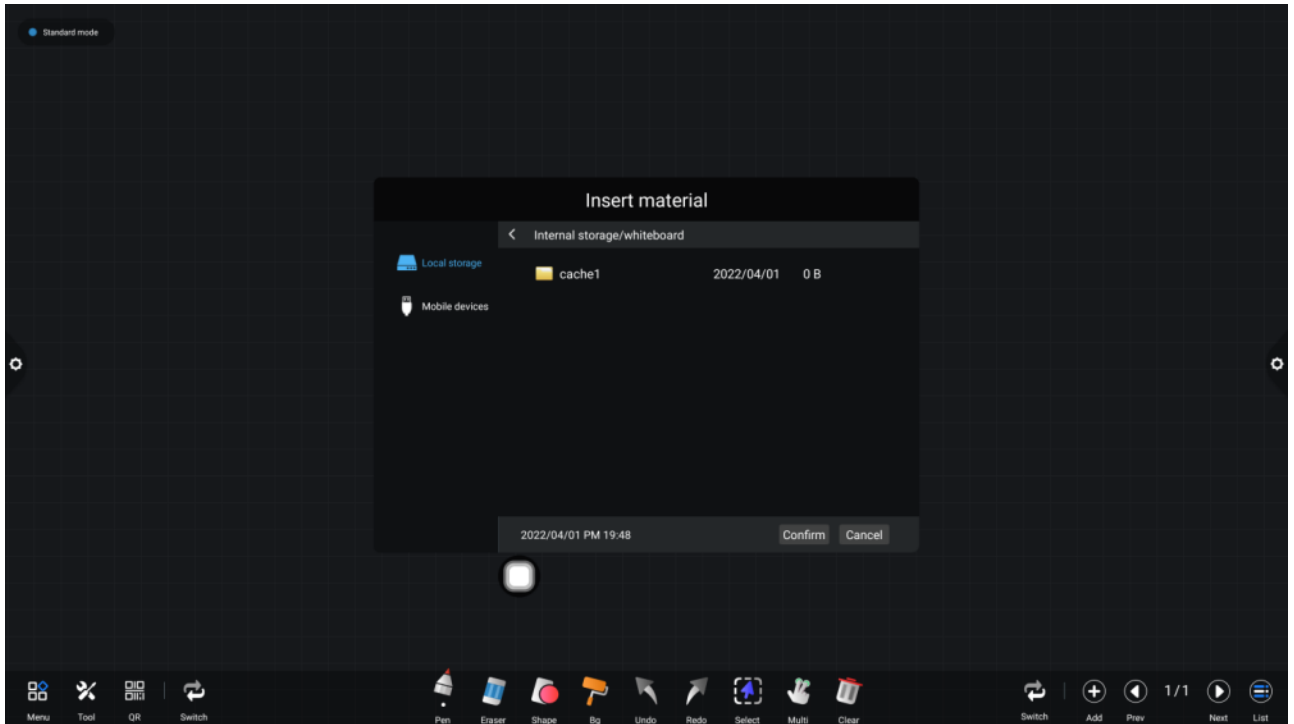 Standard mode
Insert material
Internal storage/whiteboard
Local storage
cache1 2022/04/01 0 B
Mobile devices
2022/04/01 PM 19:48 Confirm Cancel
Menu Tool QR Switch Pen Eraser Shape Bg Undo Redo Select Multi Clear Switch Add Prev 1/1 Next List